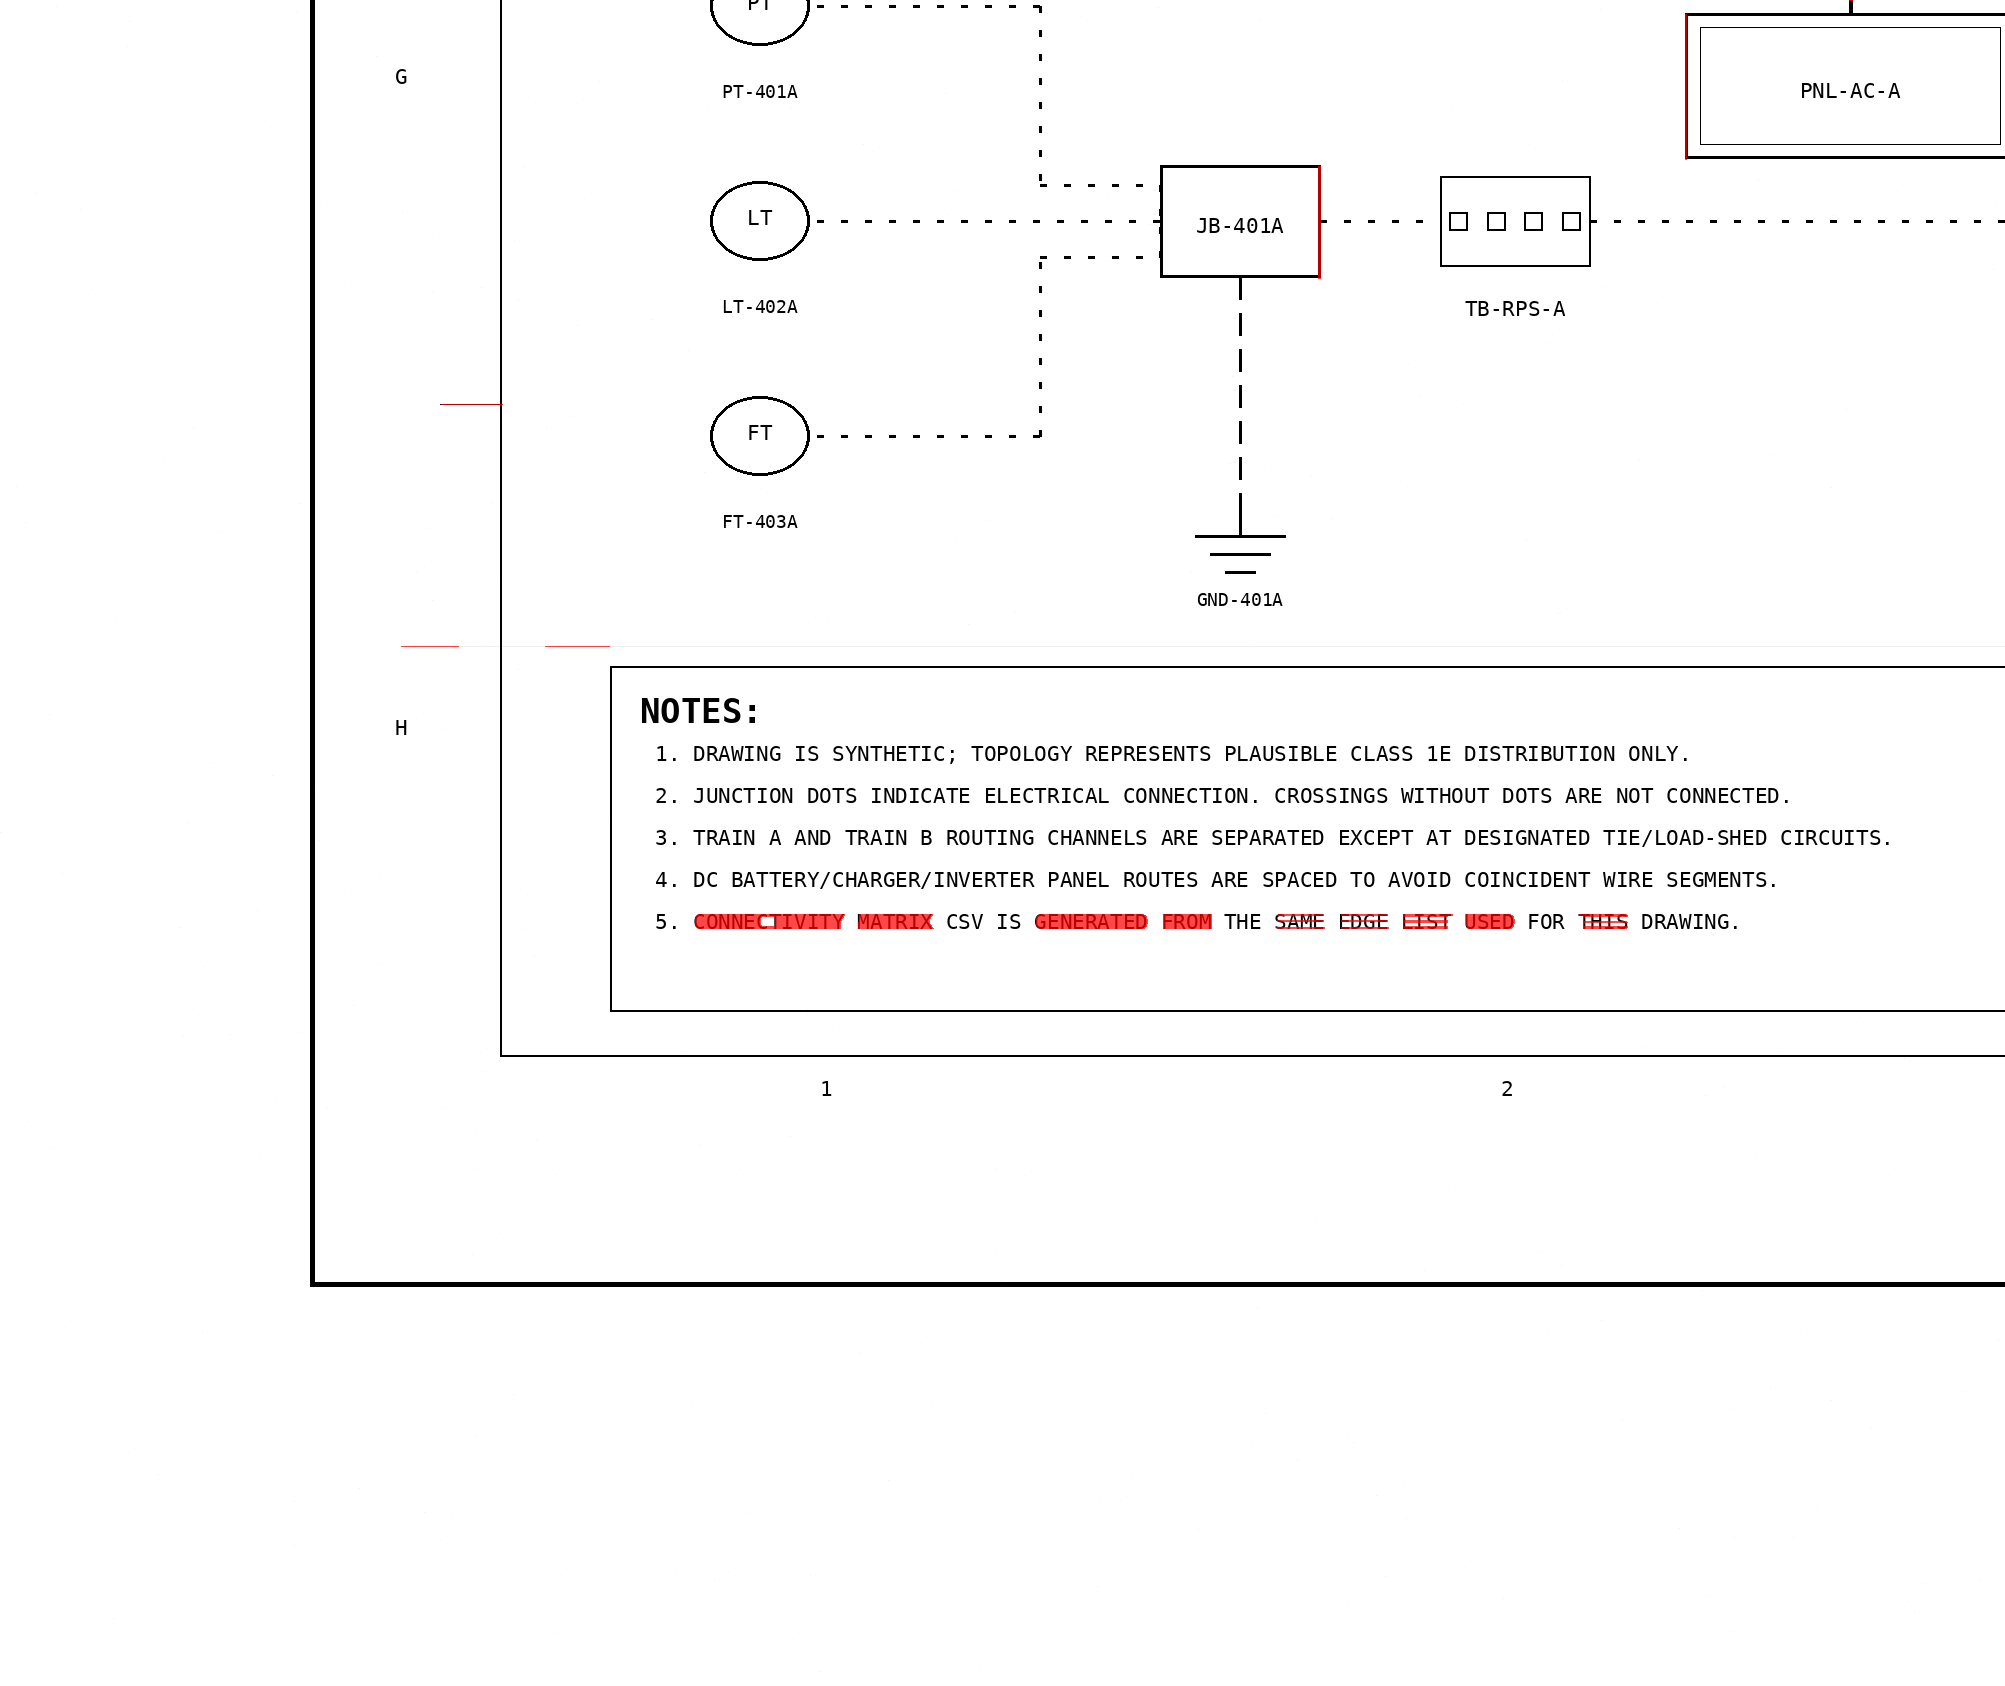 PT
G
PT-401A
PNL-AC-A
LT
JB-401A
LT-402A
TB-RPS-A
FT
FT-403A
GND-401A
H
NOTES:
1. DRAWING IS SYNTHETIC; TOPOLOGY REPRESENTS PLAUSIBLE CLASS 1E DISTRIBUTION ONLY.
2. JUNCTION DOTS INDICATE ELECTRICAL CONNECTION. CROSSINGS WITHOUT DOTS ARE NOT CONNECTED.
3. TRAIN A AND TRAIN B ROUTING CHANNELS ARE SEPARATED EXCEPT AT DESIGNATED TIE/LOAD-SHED CIRCUITS.
4. DC BATTERY/CHARGER/INVERTER PANEL ROUTES ARE SPACED TO AVOID COINCIDENT WIRE SEGMENTS.
5. CONNECTIVITY MATRIX CSV IS GENERATED FROM THE SAME EDGE LIST USED FOR THIS DRAWING.
1 2